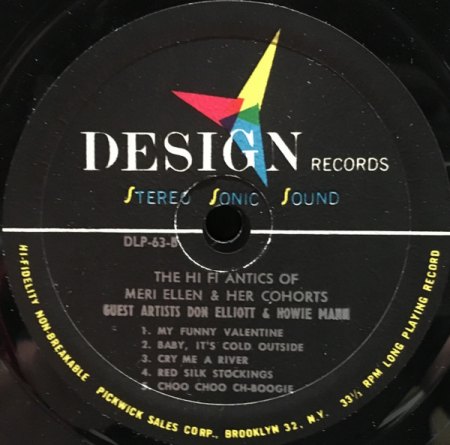 DESIGN RECORDS
STEREO SONIC SOUND
DLP-63-B
THE HI FI ANTICS OF
MERI ELLEN & HER COHORTS
GUEST ARTISTS DON ELLIOTT & HOWIE MANN
1. MY FUNNY VALENTINE
2. BABY, IT'S COLD OUTSIDE
3. CRY ME A RIVER
4. RED SILK STOCKINGS
5. CHOO CHOO CH-BOOGIE
HI-FIDELITY NON-BREAKABLE
PICKWICK SALES CORP., BROOKLYN 32, N.Y.
33⅓ RPM LONG PLAYING RECORD